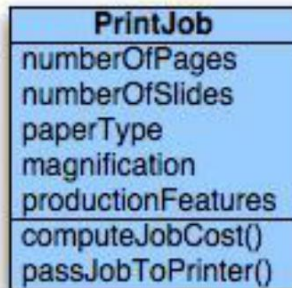 PrintJob
numberOfPages
numberOfSlides
paperType
magnification
productionFeatures
computeJobCost()
passJobToPrinter()